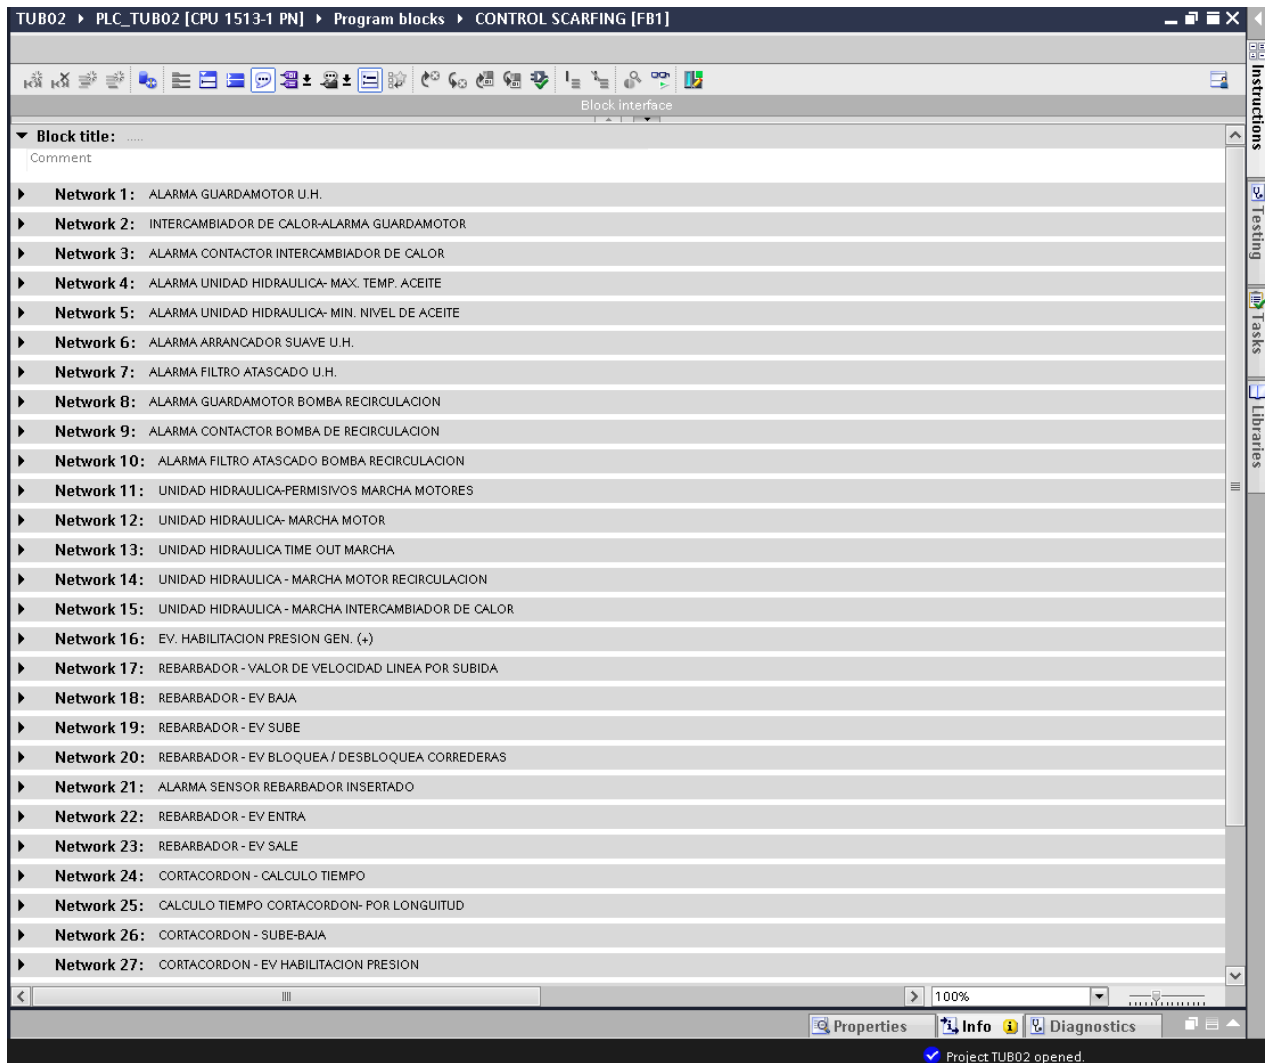 TUB02 ▸ PLC_TUB02 [CPU 1513-1 PN] ▸ Program blocks ▸ CONTROL SCARFING [FB1]
Block interface
Block title: .....
Comment
Network 1: ALARMA GUARDAMOTOR U.H.
Network 2: INTERCAMBIADOR DE CALOR-ALARMA GUARDAMOTOR
Network 3: ALARMA CONTACTOR INTERCAMBIADOR DE CALOR
Network 4: ALARMA UNIDAD HIDRAULICA- MAX. TEMP. ACEITE
Network 5: ALARMA UNIDAD HIDRAULICA- MIN. NIVEL DE ACEITE
Network 6: ALARMA ARRANCADOR SUAVE U.H.
Network 7: ALARMA FILTRO ATASCADO U.H.
Network 8: ALARMA GUARDAMOTOR BOMBA RECIRCULACION
Network 9: ALARMA CONTACTOR BOMBA DE RECIRCULACION
Network 10: ALARMA FILTRO ATASCADO BOMBA RECIRCULACION
Network 11: UNIDAD HIDRAULICA-PERMISIVOS MARCHA MOTORES
Network 12: UNIDAD HIDRAULICA- MARCHA MOTOR
Network 13: UNIDAD HIDRAULICA TIME OUT MARCHA
Network 14: UNIDAD HIDRAULICA - MARCHA MOTOR RECIRCULACION
Network 15: UNIDAD HIDRAULICA - MARCHA INTERCAMBIADOR DE CALOR
Network 16: EV. HABILITACION PRESION GEN. (+)
Network 17: REBARBADOR - VALOR DE VELOCIDAD LINEA POR SUBIDA
Network 18: REBARBADOR - EV BAJA
Network 19: REBARBADOR - EV SUBE
Network 20: REBARBADOR - EV BLOQUEA / DESBLOQUEA CORREDERAS
Network 21: ALARMA SENSOR REBARBADOR INSERTADO
Network 22: REBARBADOR - EV ENTRA
Network 23: REBARBADOR - EV SALE
Network 24: CORTACORDON - CALCULO TIEMPO
Network 25: CALCULO TIEMPO CORTACORDON- POR LONGUITUD
Network 26: CORTACORDON - SUBE-BAJA
Network 27: CORTACORDON - EV HABILITACION PRESION
100%
Properties
Info
Diagnostics
Project TUB02 opened.
Instructions
Testing
Tasks
Libraries